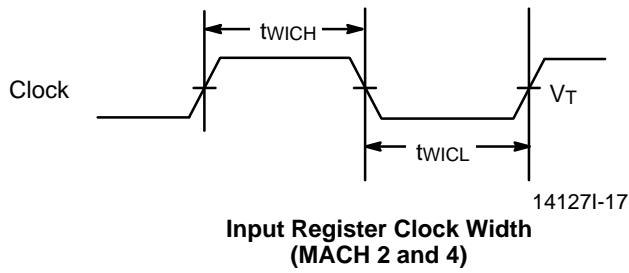 tWICH
Clock
VT
tWICL
14127I-17
Input Register Clock Width
(MACH 2 and 4)